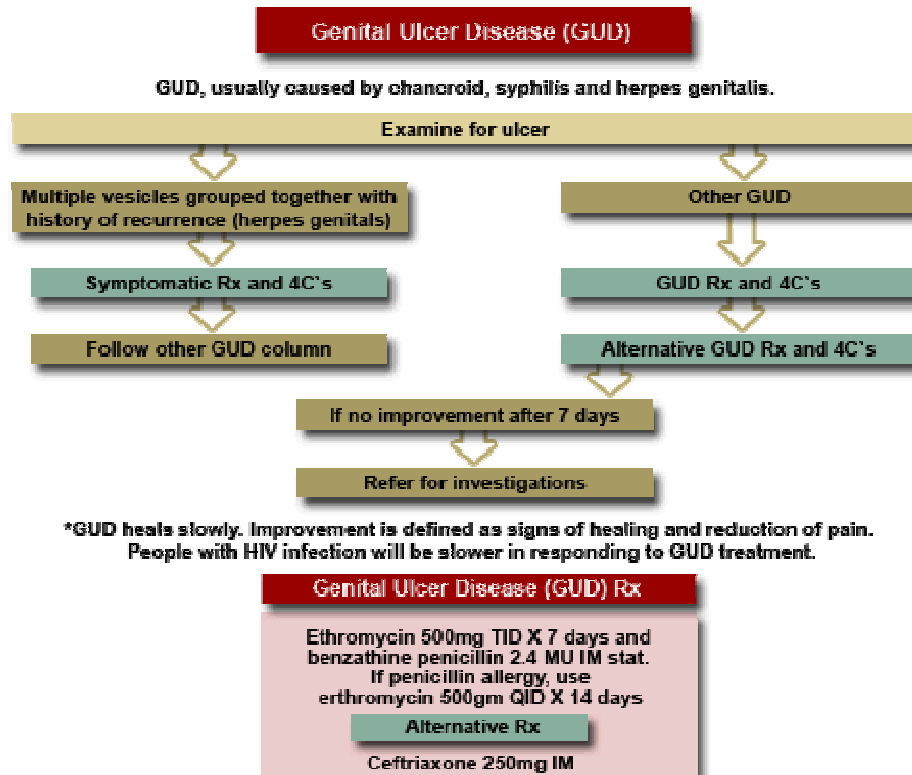 Genital Ulcer Disease (GUD)
GUD, usually caused by chancroid, syphilis and herpes genitalis.
Examine for ulcer
Multiple vesicles grouped together with
history of recurrence (herpes genitals)
Symptomatic Rx and 4C`s
Follow other GUD column
Other GUD
GUD Rx and 4C`s
Alternative GUD Rx and 4C`s
If no improvement after 7 days
Refer for investigations
*GUD heals slowly. Improvement is defined as signs of healing and reduction of pain.
People with HIV infection will be slower in responding to GUD treatment.
Genital Ulcer Disease (GUD) Rx
Ethromycin 500mg TID X 7 days and
benzathine penicillin 2.4 MU IM stat.
If penicillin allergy, use
erthromycin 500gm QID X 14 days
Alternative Rx
Ceftriaxone 250mg IM